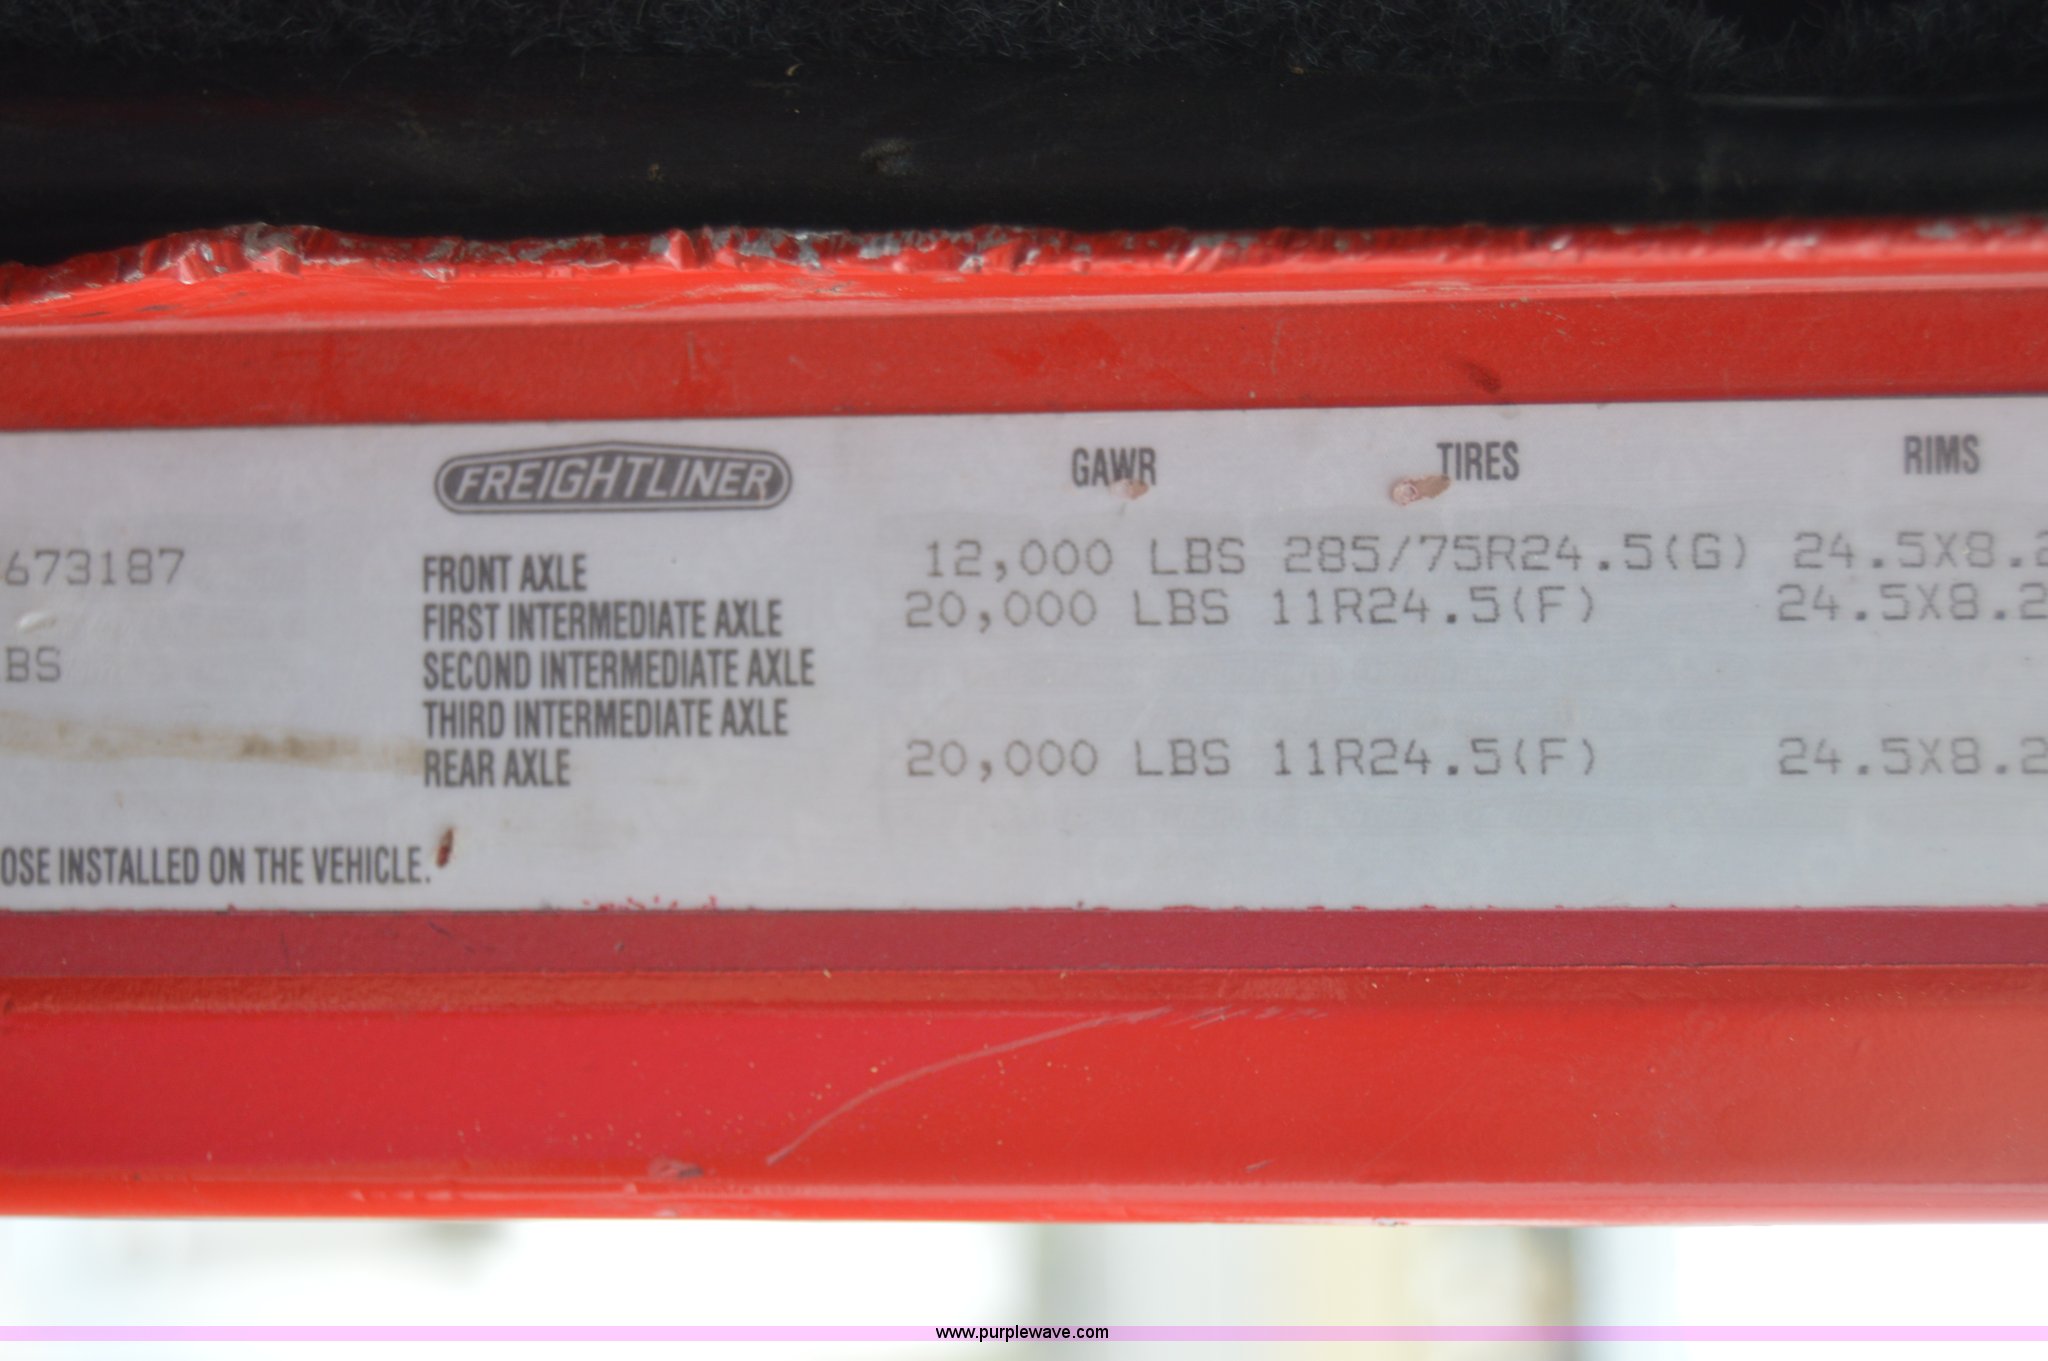 FREIGHTLINER GAWR TIRES RIMS
673187 FRONT AXLE 12,000 LBS 285/75R24.5(G) 24.5X8.2
FIRST INTERMEDIATE AXLE 20,000 LBS 11R24.5(F) 24.5X8.2
BS SECOND INTERMEDIATE AXLE
THIRD INTERMEDIATE AXLE
REAR AXLE 20,000 LBS 11R24.5(F) 24.5X8.2
OSE INSTALLED ON THE VEHICLE.
www.purplewave.com